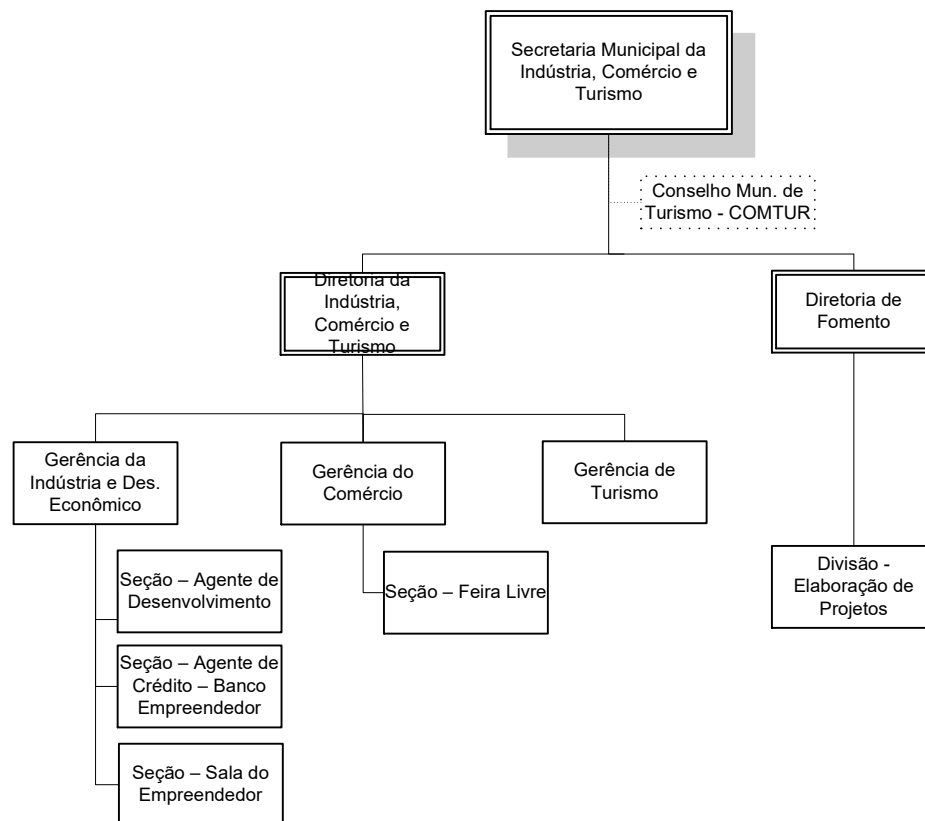 Secretaria Municipal da
Indústria, Comércio e
Turismo
Conselho Mun. de
Turismo - COMTUR
Diretoria da
Indústria,
Comércio e
Turismo
Diretoria de
Fomento
Gerência da
Indústria e Des.
Econômico
Gerência do
Comércio
Gerência de
Turismo
Seção – Agente de
Desenvolvimento
Seção – Feira Livre
Divisão -
Elaboração de
Projetos
Seção – Agente de
Crédito – Banco
Empreendedor
Seção – Sala do
Empreendedor